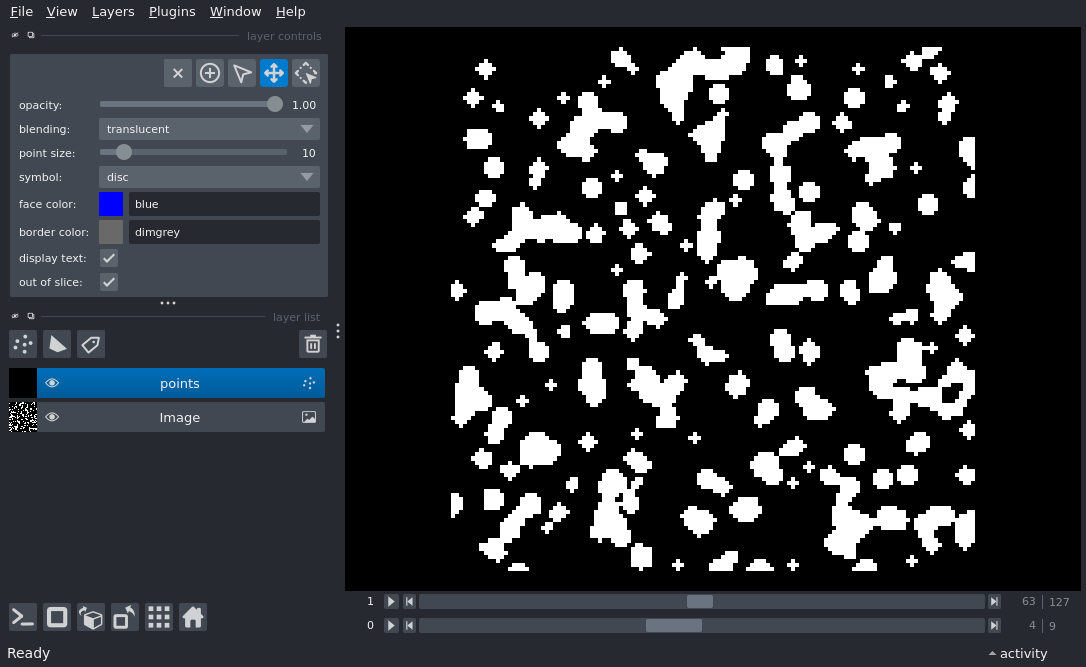 File View Layers Plugins Window Help
layer controls
opacity: 1.00
blending: translucent
point size: 10
symbol: disc
face color: blue
border color: dimgrey
display text:
out of slice:
layer list
points
Image
1 63 127
0 4 9
Ready activity